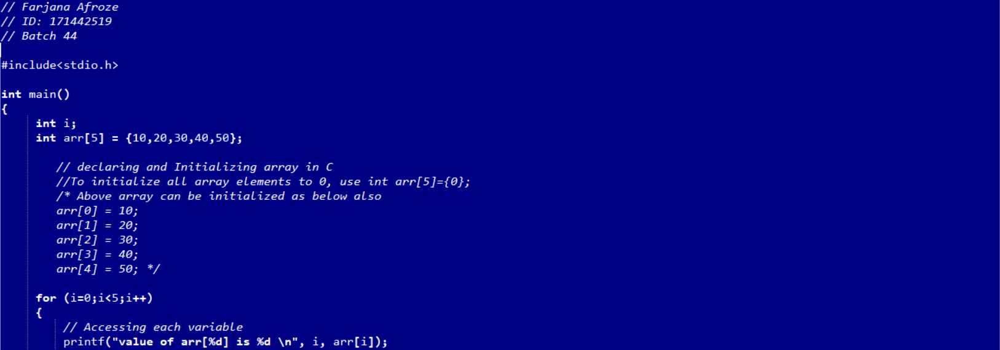 // Farjana Afroze
// ID: 171442519
// Batch 44
#include<stdio.h>
int main()
{
int i;
int arr[5] = {10,20,30,40,50};
// declaring and Initializing array in C
//To initialize all array elements to 0, use int arr[5]={0};
/* Above array can be initialized as below also
arr[0] = 10;
arr[1] = 20;
arr[2] = 30;
arr[3] = 40;
arr[4] = 50; */
for (i=0;i<5;i++)
{
// Accessing each variable
printf("value of arr[%d] is %d \n", i, arr[i]);